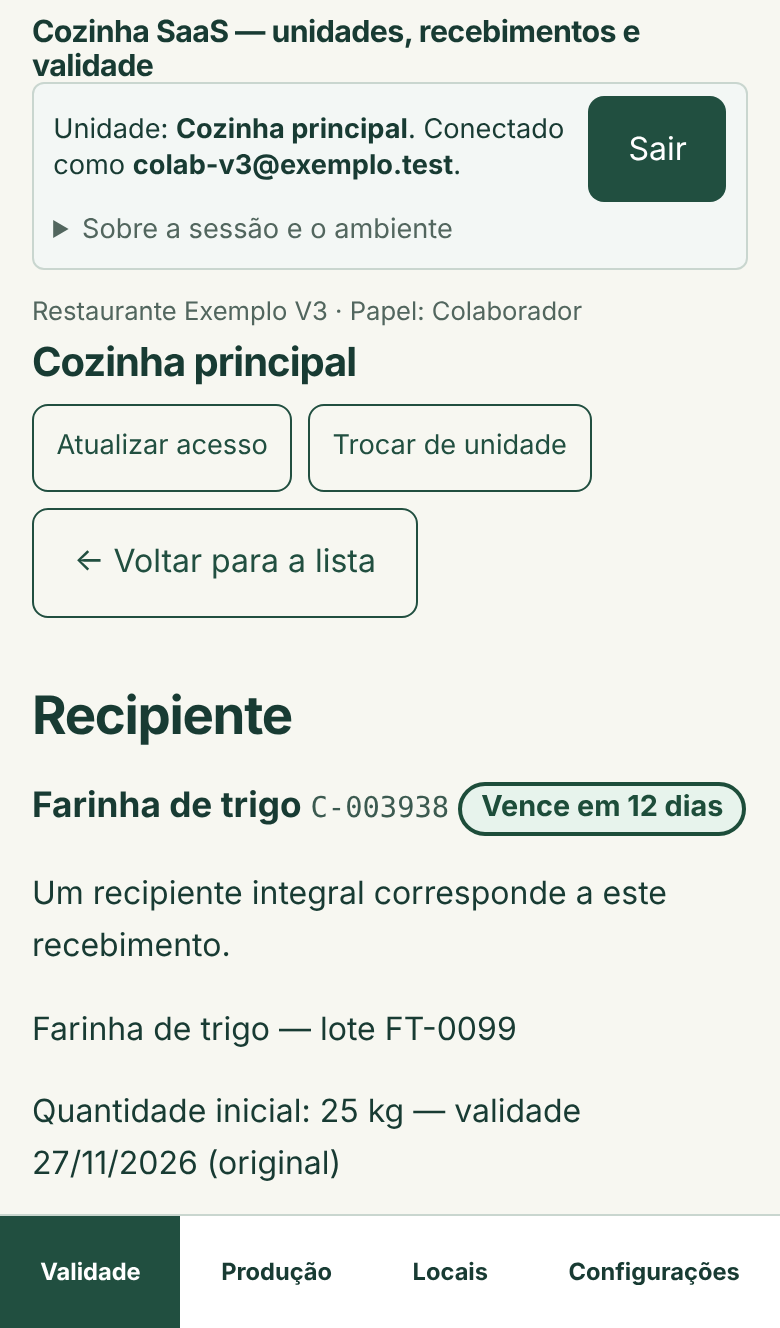 Cozinha SaaS — unidades, recebimentos e
validade
Unidade: Cozinha principal. Conectado
como colab-v3@exemplo.test.
Sair
▶ Sobre a sessão e o ambiente
Restaurante Exemplo V3 · Papel: Colaborador
Cozinha principal
Atualizar acesso
Trocar de unidade
← Voltar para a lista
Recipiente
Farinha de trigo C-003938 Vence em 12 dias
Um recipiente integral corresponde a este
recebimento.
Farinha de trigo — lote FT-0099
Quantidade inicial: 25 kg — validade
27/11/2026 (original)
Validade
Produção
Locais
Configurações